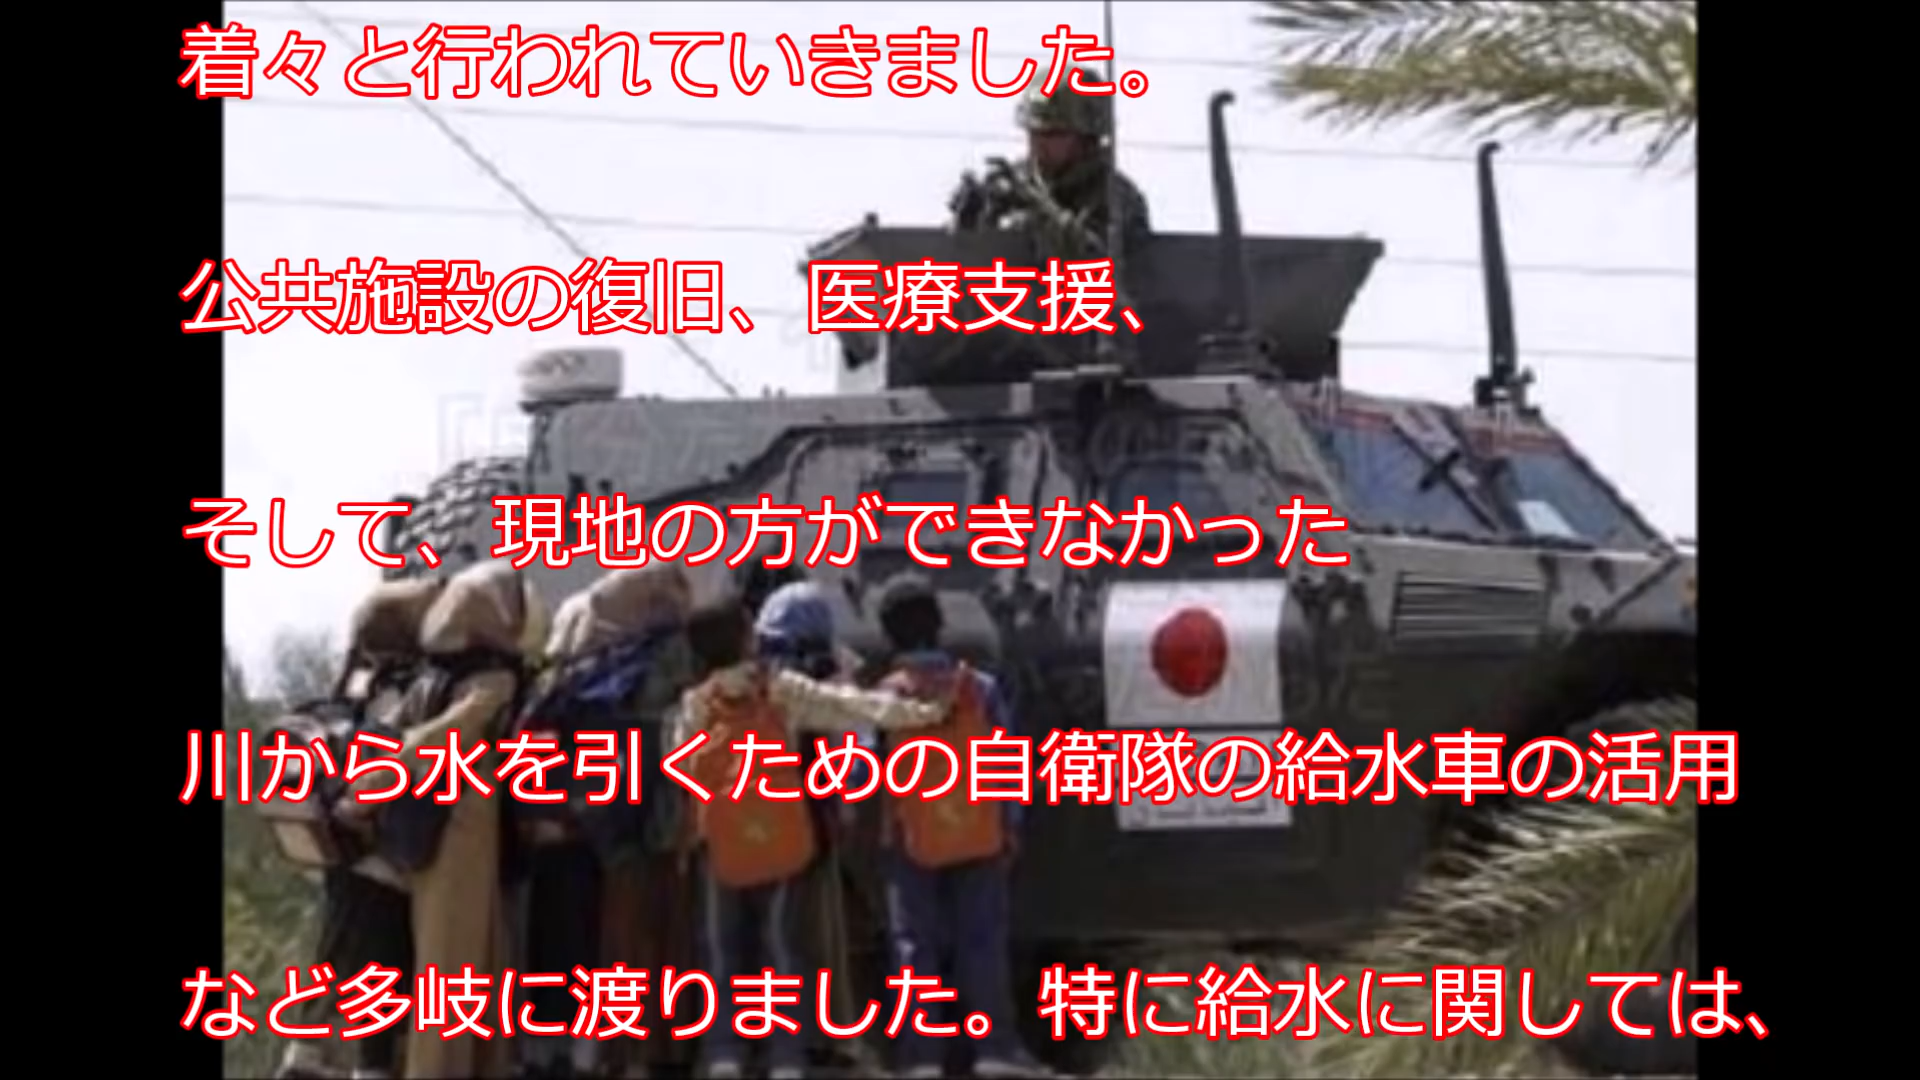 着々と行われていきました。
公共施設の復旧、医療支援、
そして、現地の方ができなかった
川から水を引くための自衛隊の給水車の活用
など多岐に渡りました。特に給水に関しては、